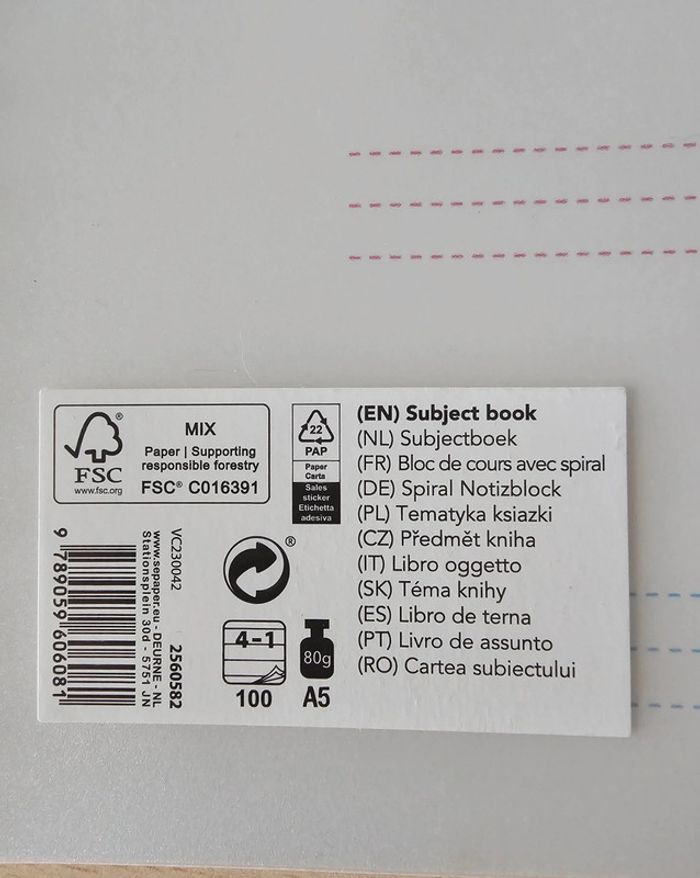 FSC
www.fsc.org
MIX
Paper | Supporting
responsible forestry
FSC® C016391
22
PAP
Paper
Carta
Sales
sticker
Etichetta
adesiva
(EN) Subject book
(NL) Subjectboek
(FR) Bloc de cours avec spiral
(DE) Spiral Notizblock
(PL) Tematyka ksiazki
(CZ) Předmět kniha
(IT) Libro oggetto
(SK) Téma knihy
(ES) Libro de terna
(PT) Livro de assunto
(RO) Cartea subiectului
9 789059 606081
www.sepaper.eu - DEURNE - NL
Stationsplein 30d - 5751 JN
VC230042
2560582
4-1
100
80g
A5